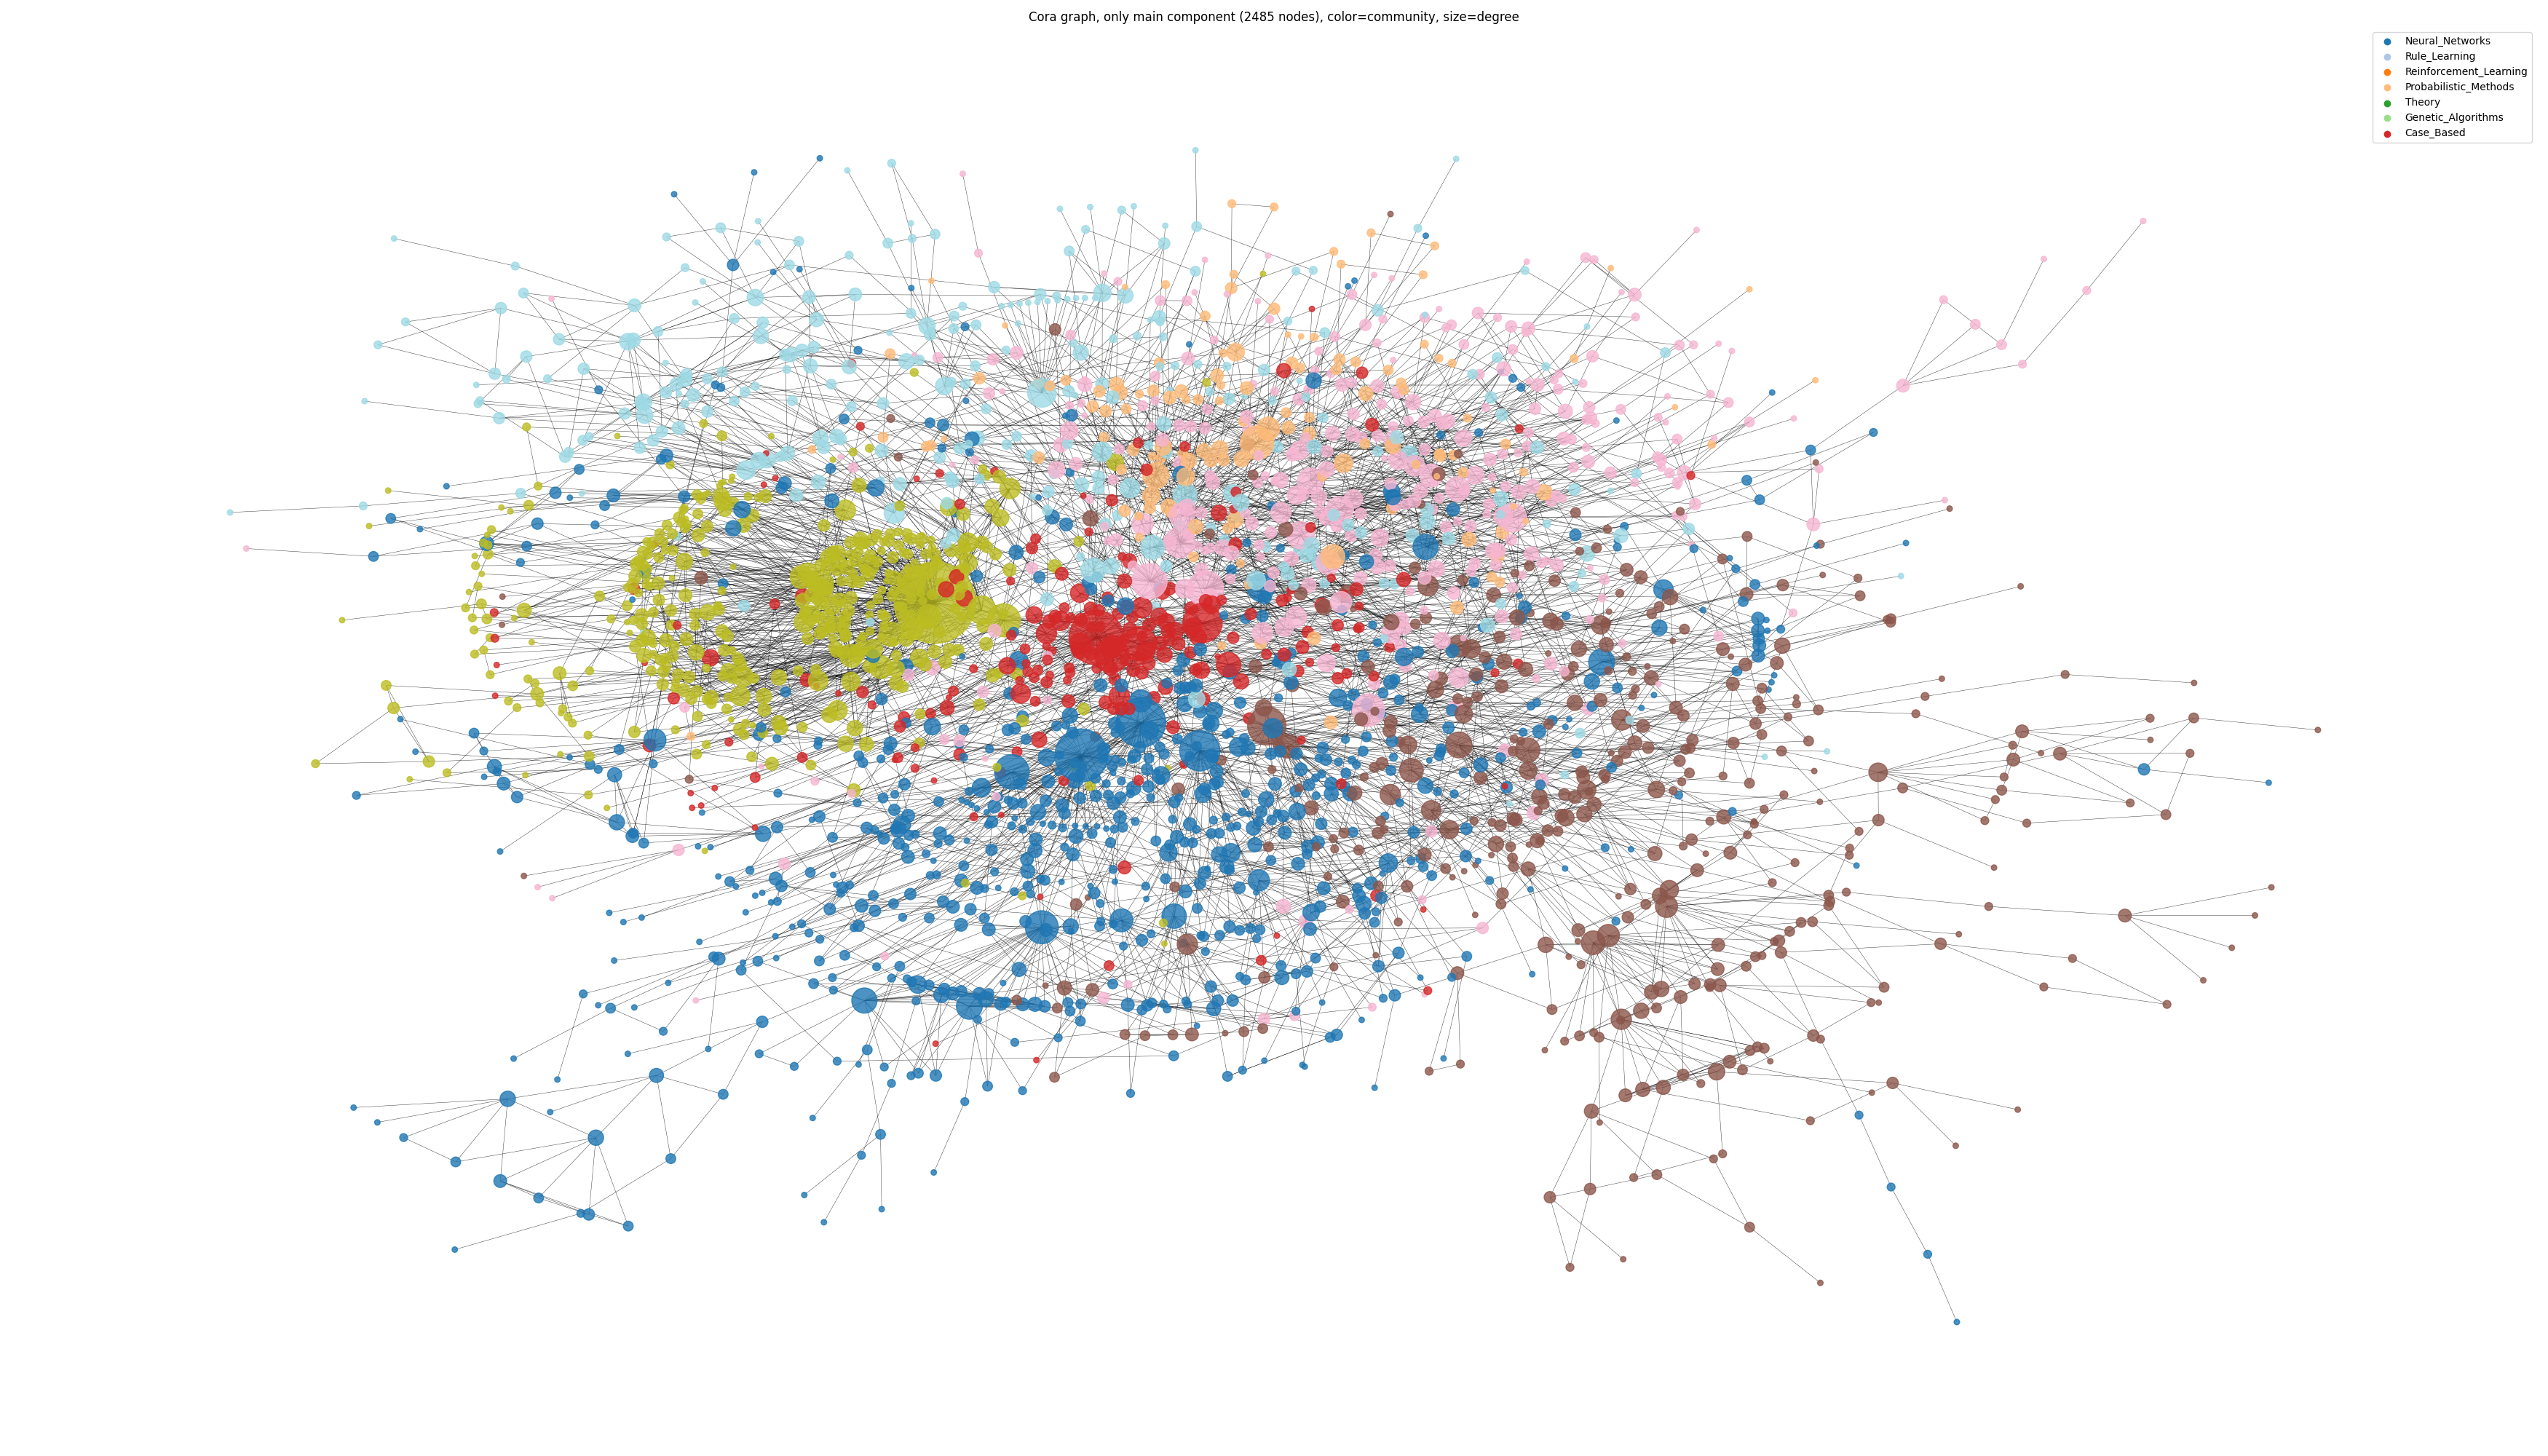 Cora graph, only main component (2485 nodes), color=community, size=degree
Neural_Networks
Rule_Learning
Reinforcement_Learning
Probabilistic_Methods
Theory
Genetic_Algorithms
Case_Based